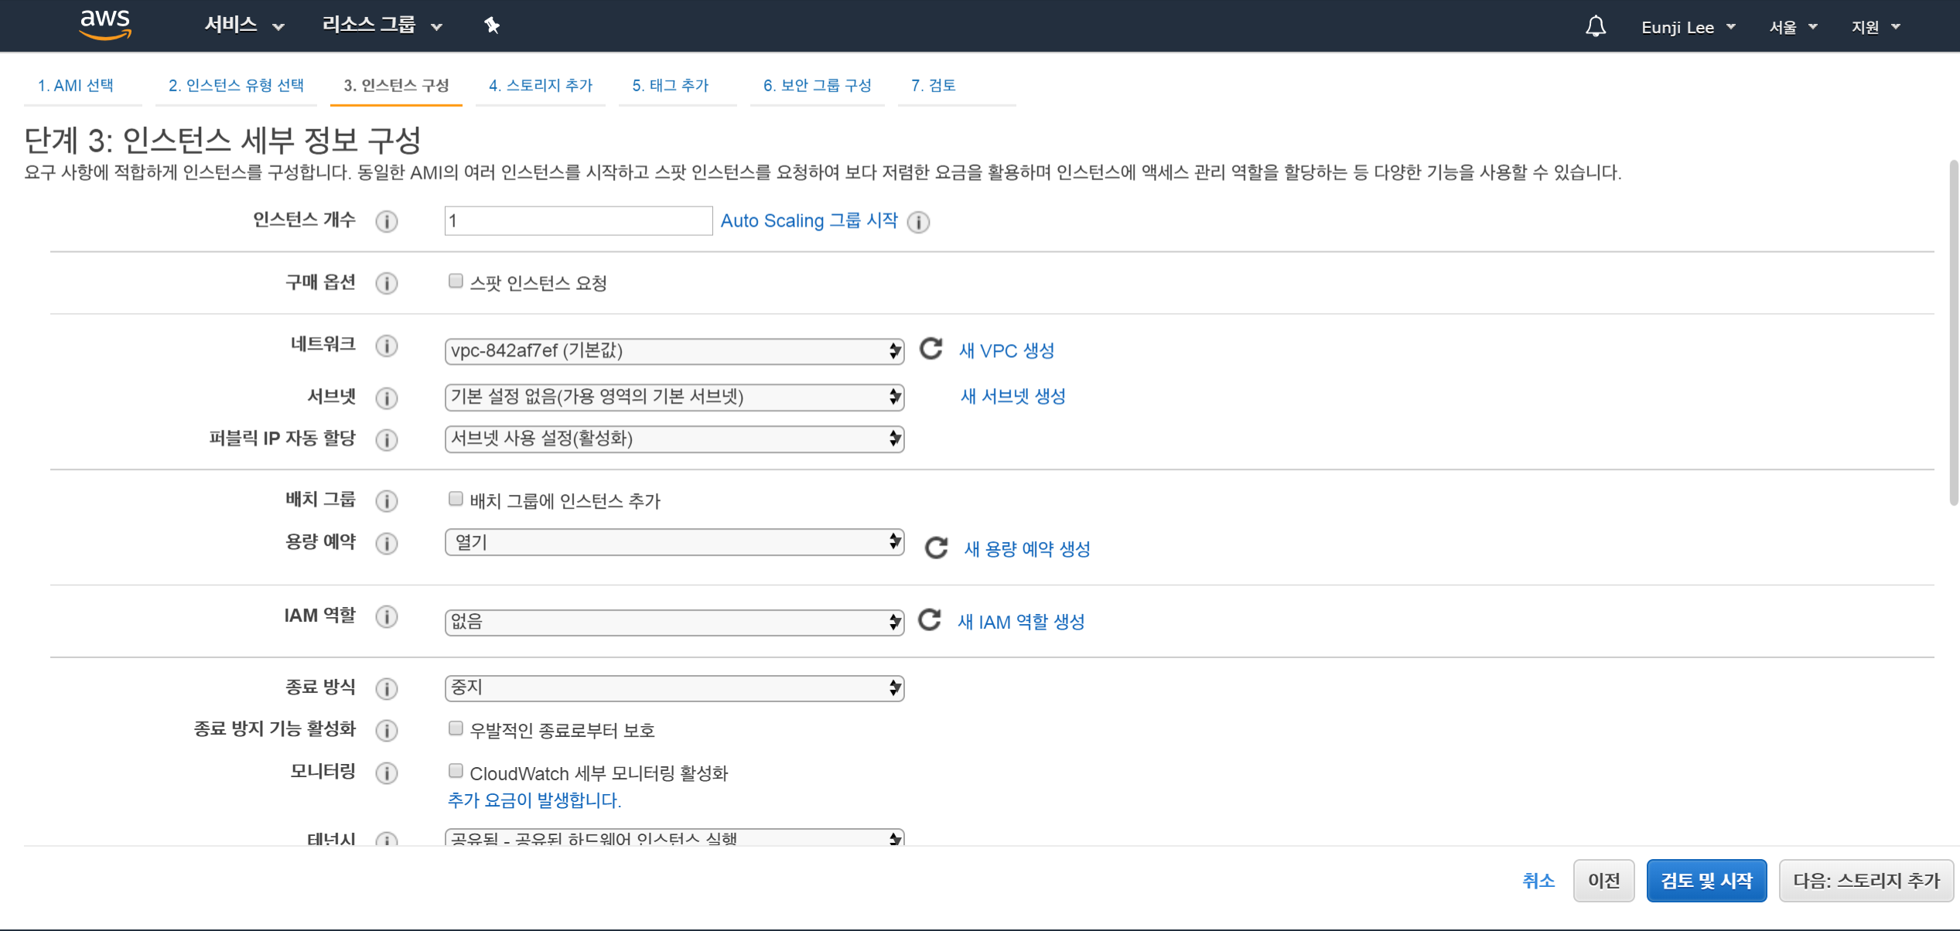 aws 서비스 리소스 그룹 Eunji Lee 서울 지원
1. AMI 선택 2. 인스턴스 유형 선택 3. 인스턴스 구성 4. 스토리지 추가 5. 태그 추가 6. 보안 그룹 구성 7. 검토
단계 3: 인스턴스 세부 정보 구성
요구 사항에 적합하게 인스턴스를 구성합니다. 동일한 AMI의 여러 인스턴스를 시작하고 스팟 인스턴스를 요청하여 보다 저렴한 요금을 활용하며 인스턴스에 액세스 관리 역할을 할당하는 등 다양한 기능을 사용할 수 있습니다.
인스턴스 개수 i 1 Auto Scaling 그룹 시작 i
구매 옵션 i 스팟 인스턴스 요청
네트워크 i vpc-842af7ef (기본값) 새 VPC 생성
서브넷 i 기본 설정 없음(가용 영역의 기본 서브넷) 새 서브넷 생성
퍼블릭 IP 자동 할당 i 서브넷 사용 설정(활성화)
배치 그룹 i 배치 그룹에 인스턴스 추가
용량 예약 i 열기 새 용량 예약 생성
IAM 역할 i 없음 새 IAM 역할 생성
종료 방식 i 중지
종료 방지 기능 활성화 i 우발적인 종료로부터 보호
모니터링 i CloudWatch 세부 모니터링 활성화
추가 요금이 발생합니다.
테넌시 i 공유됨 - 공유된 하드웨어 인스턴스 실행
취소 이전 검토 및 시작 다음: 스토리지 추가